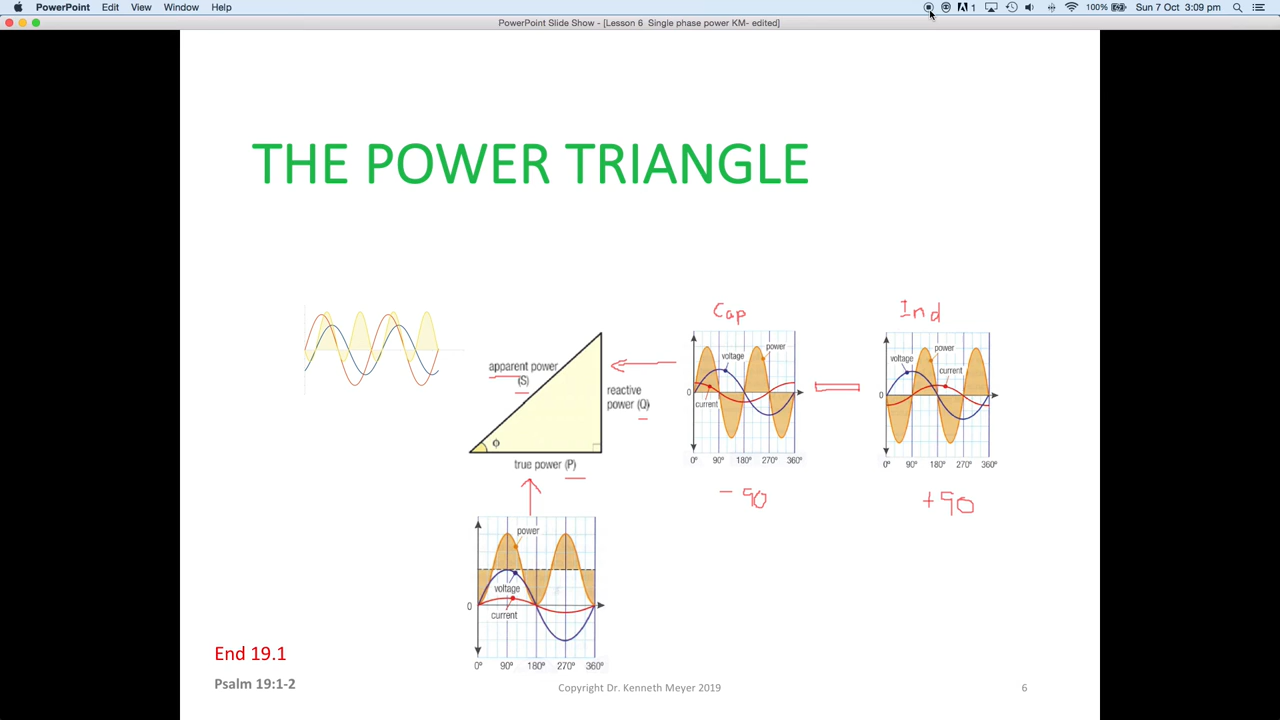 PowerPoint Edit View Window Help 1 100% Sun 7 Oct 3:09 pm
PowerPoint Slide Show - [Lesson 6 Single phase power KM- edited]
THE POWER TRIANGLE
apparent power
(S)
reactive
power (Q)
Φ
true power (P)
Cap
power
voltage
0
current
0° 90° 180° 270° 360°
- 90
Ind
power
voltage
current
0
0° 90° 180° 270° 360°
+90
power
voltage
0
current
0° 90° 180° 270° 360°
End 19.1
Psalm 19:1-2
Copyright Dr. Kenneth Meyer 2019
6